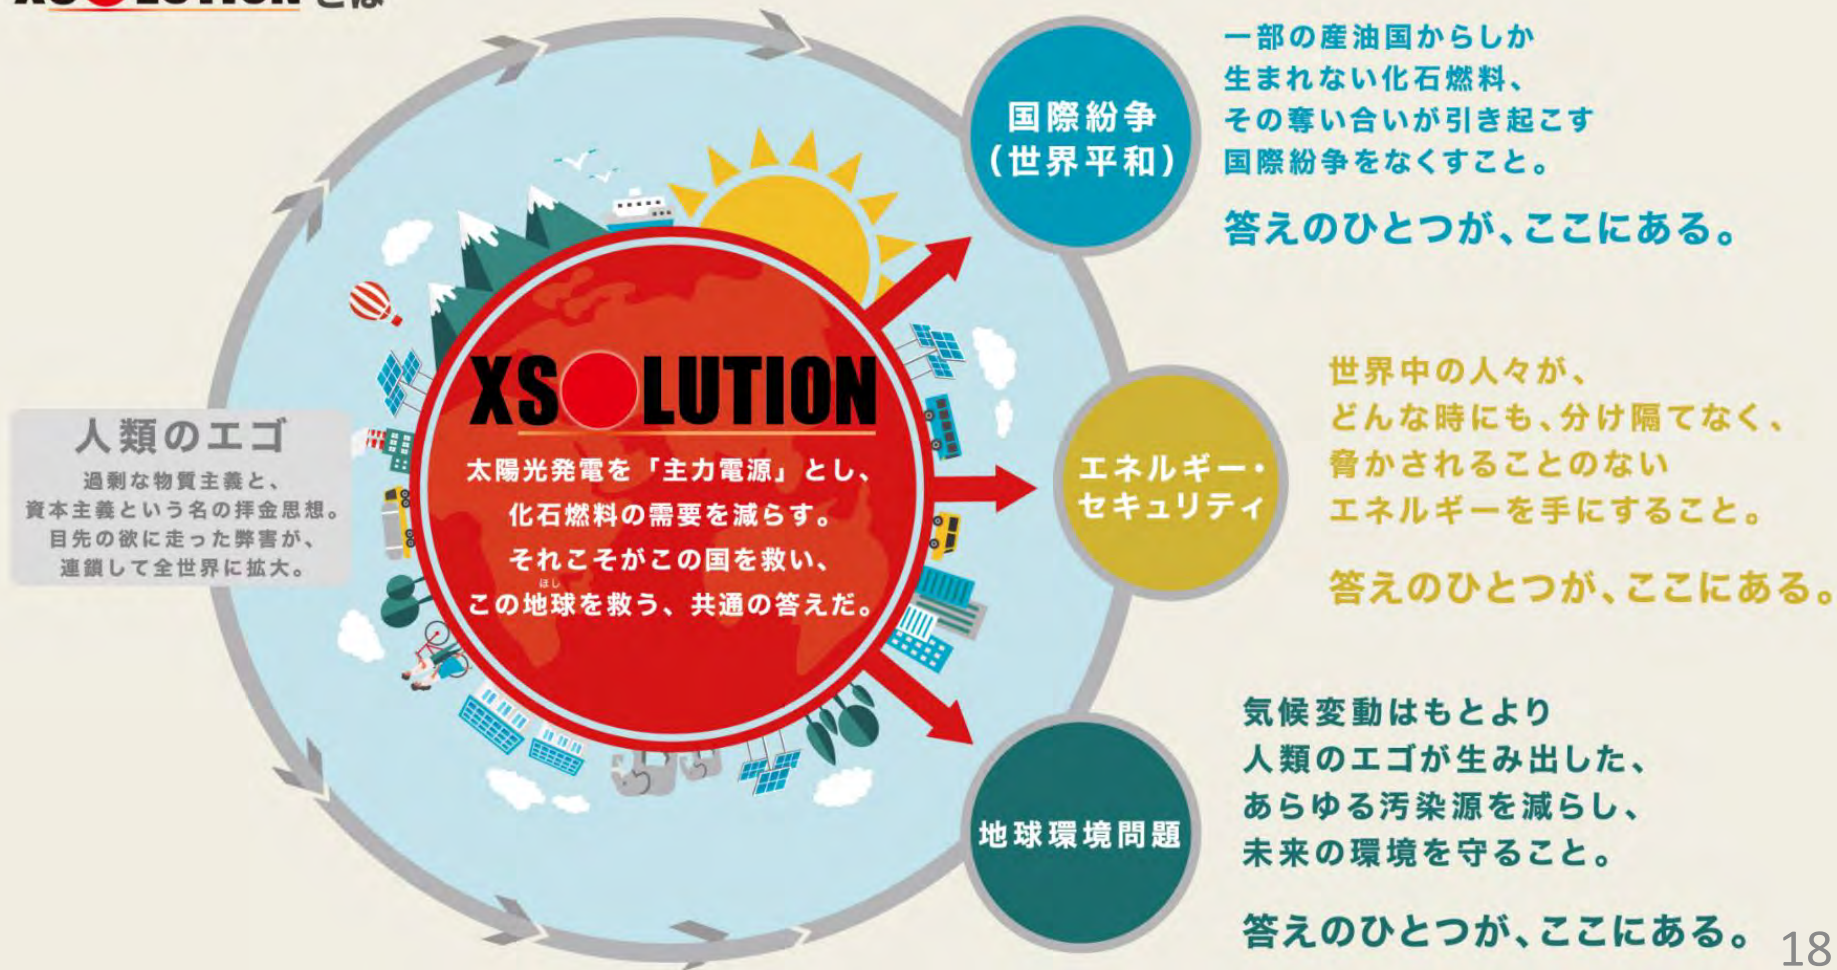 XSOLUTION とは
国際紛争
(世界平和)
一部の産油国からしか
生まれない化石燃料、
その奪い合いが引き起こす
国際紛争をなくすこと。
答えのひとつが、ここにある。
人類のエゴ
過剰な物質主義と、
資本主義という名の拝金思想。
目先の欲に走った弊害が、
連鎖して全世界に拡大。
XSOLUTION
太陽光発電を「主力電源」とし、
化石燃料の需要を減らす。
それこそがこの国を救い、
ほし
この地球を救う、共通の答えだ。
エネルギー・
セキュリティ
世界中の人々が、
どんな時にも、分け隔てなく、
脅かされることのない
エネルギーを手にすること。
答えのひとつが、ここにある。
地球環境問題
気候変動はもとより
人類のエゴが生み出した、
あらゆる汚染源を減らし、
未来の環境を守ること。
答えのひとつが、ここにある。
18